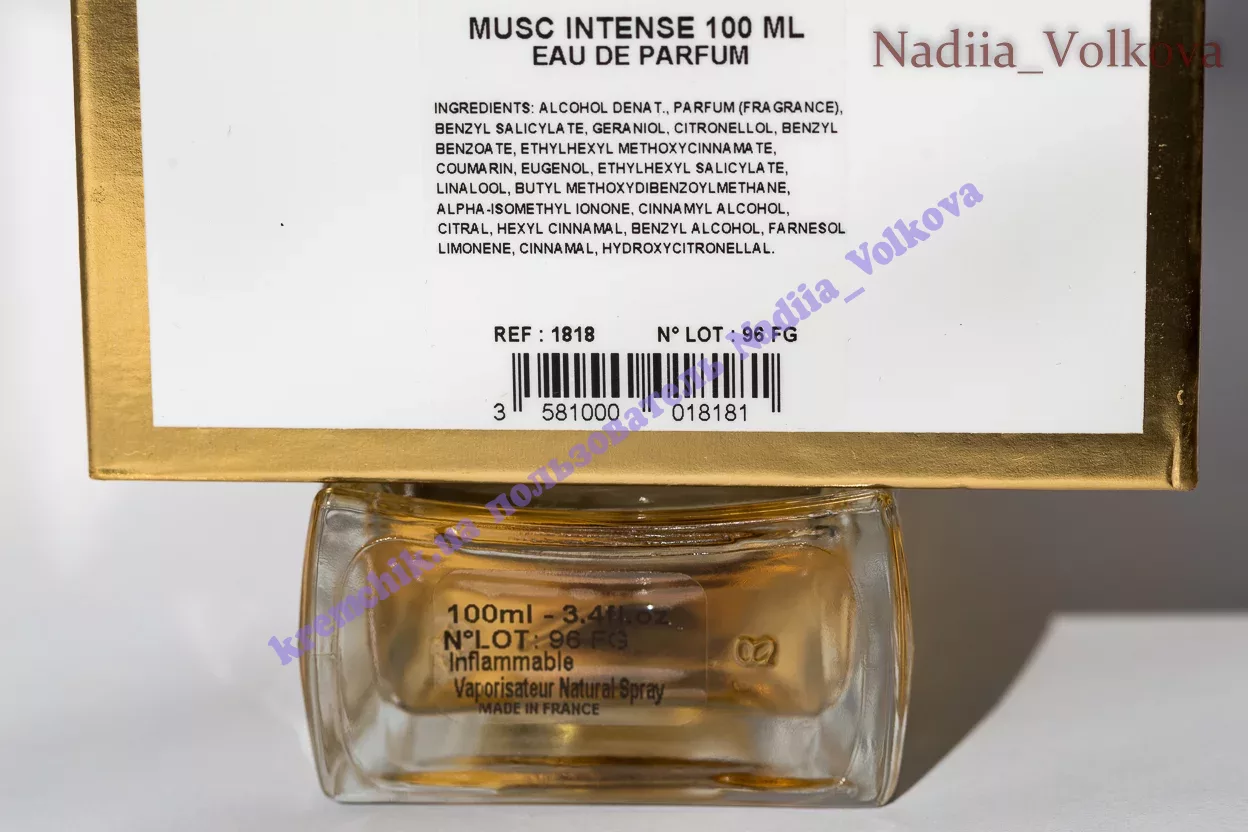 MUSC INTENSE 100 ML
EAU DE PARFUM
Nadiia_Volkova
INGREDIENTS: ALCOHOL DENAT., PARFUM (FRAGRANCE),
BENZYL SALICYLATE, GERANIOL, CITRONELLOL, BENZYL
BENZOATE, ETHYLHEXYL METHOXYCINNAMATE,
COUMARIN, EUGENOL, ETHYLHEXYL SALICYLATE,
LINALOOL, BUTYL METHOXYDIBENZOYLMETHANE,
ALPHA-ISOMETHYL IONONE, CINNAMYL ALCOHOL,
CITRAL, HEXYL CINNAMAL, BENZYL ALCOHOL, FARNESOL
LIMONENE, CINNAMAL, HYDROXYCITRONELLAL.
REF : 1818 N° LOT : 96 FG
3 581000 018181
kremchik.ua пользователь Nadiia_Volkova
100ml - 3.4fl.oz
N°LOT: 96 FG
Inflammable
Vaporisateur Natural Spray
MADE IN FRANCE